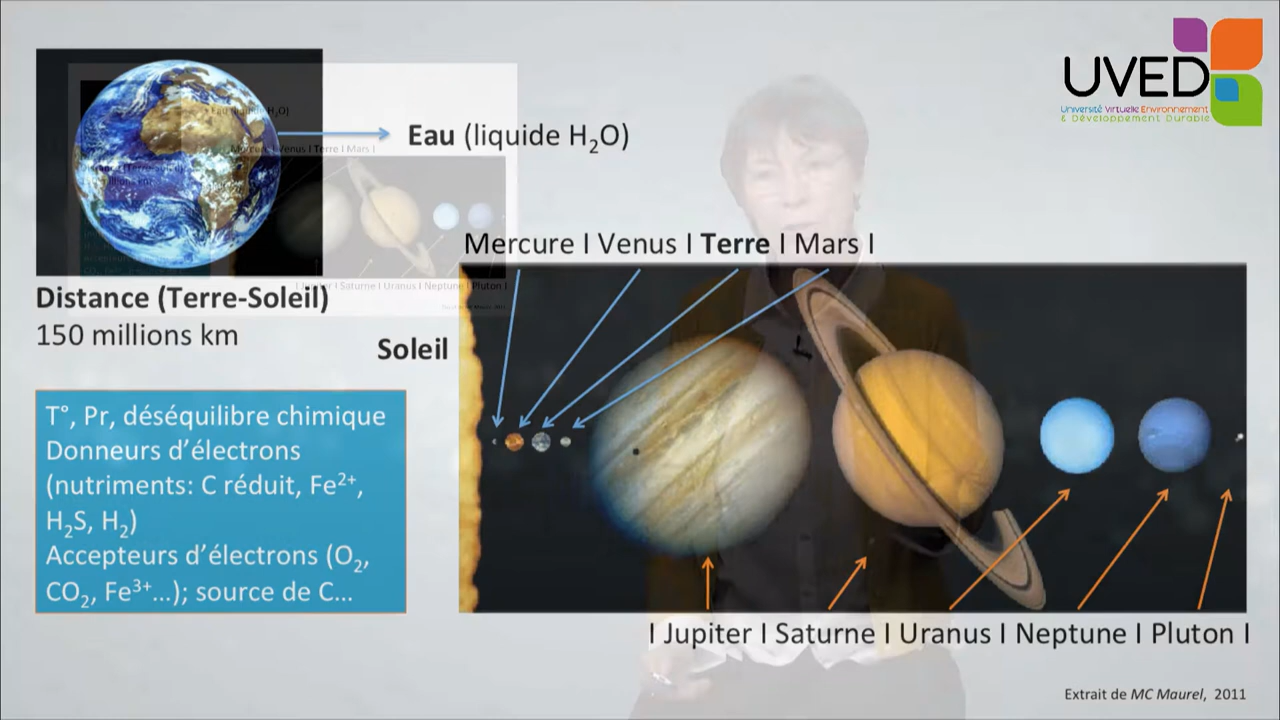 UVED
Université Virtuelle Environnement
& Développement Durable
Eau (liquide H₂O)
Mercure I Venus I Terre I Mars I
Distance (Terre-Soleil)
150 millions km
Soleil
T°, Pr, déséquilibre chimique
Donneurs d’électrons
(nutriments: C réduit, Fe²⁺,
H₂S, H₂)
Accepteurs d’électrons (O₂,
CO₂, Fe³⁺...); source de C...
I Jupiter I Saturne I Uranus I Neptune I Pluton I
Extrait de MC Maurel, 2011